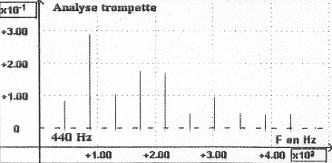 x10⁻¹ Analyse trompette
+3.00
+2.00
+1.00
0
440 Hz F en Hz
+1.00 +2.00 +3.00 +4.00 x10³